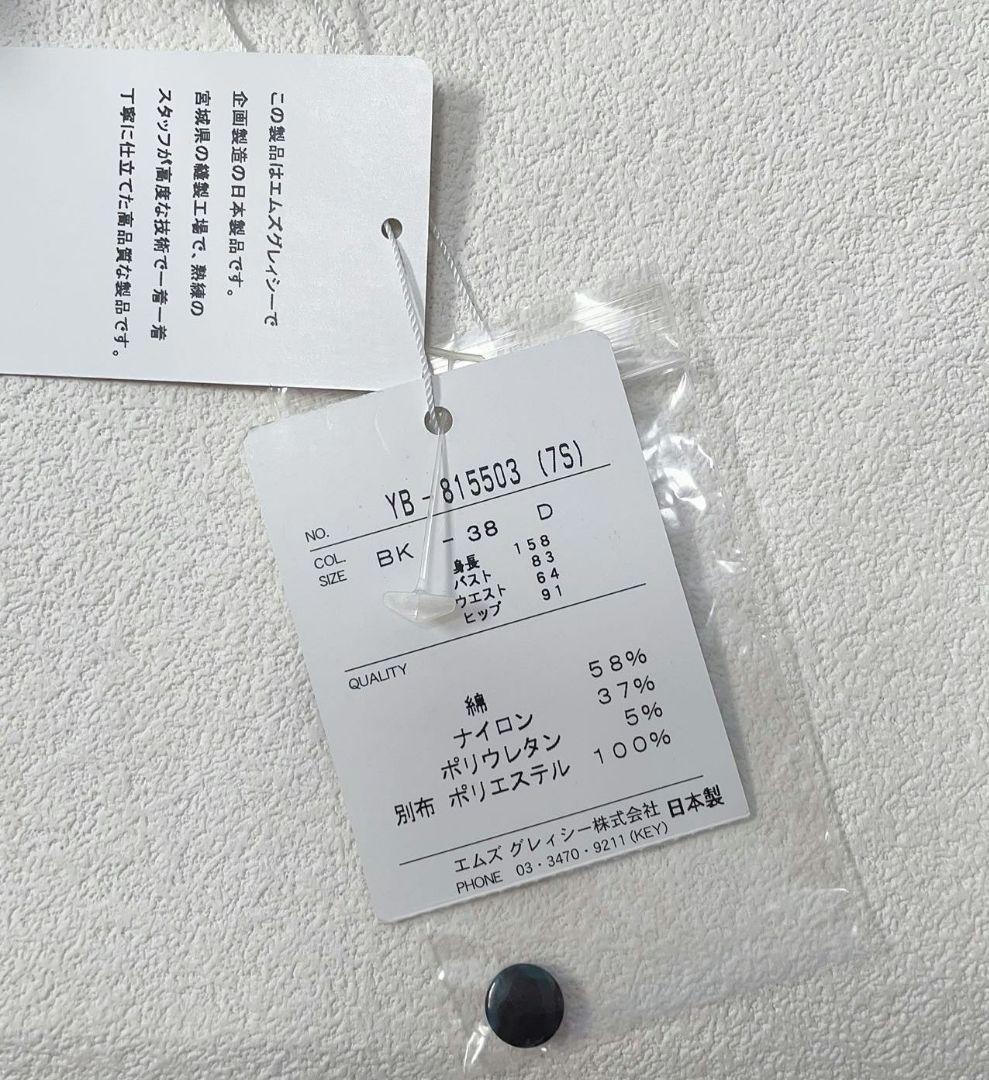 この製品はエムズグレィシーで
企画製造の日本製品です。
宮城県の縫製工場で、熟練の
スタッフが高度な技術で一着一着
丁寧に仕立てた高品質な製品です。
NO. YB-815503 (7S)
COL. BK - 38 D
SIZE 身長 158
バスト 83
ウエスト 64
ヒップ 91
QUALITY
綿 58%
ナイロン 37%
ポリウレタン 5%
別布 ポリエステル 100%
エムズ グレィシー株式会社 日本製
PHONE 03・3470・9211(KEY)